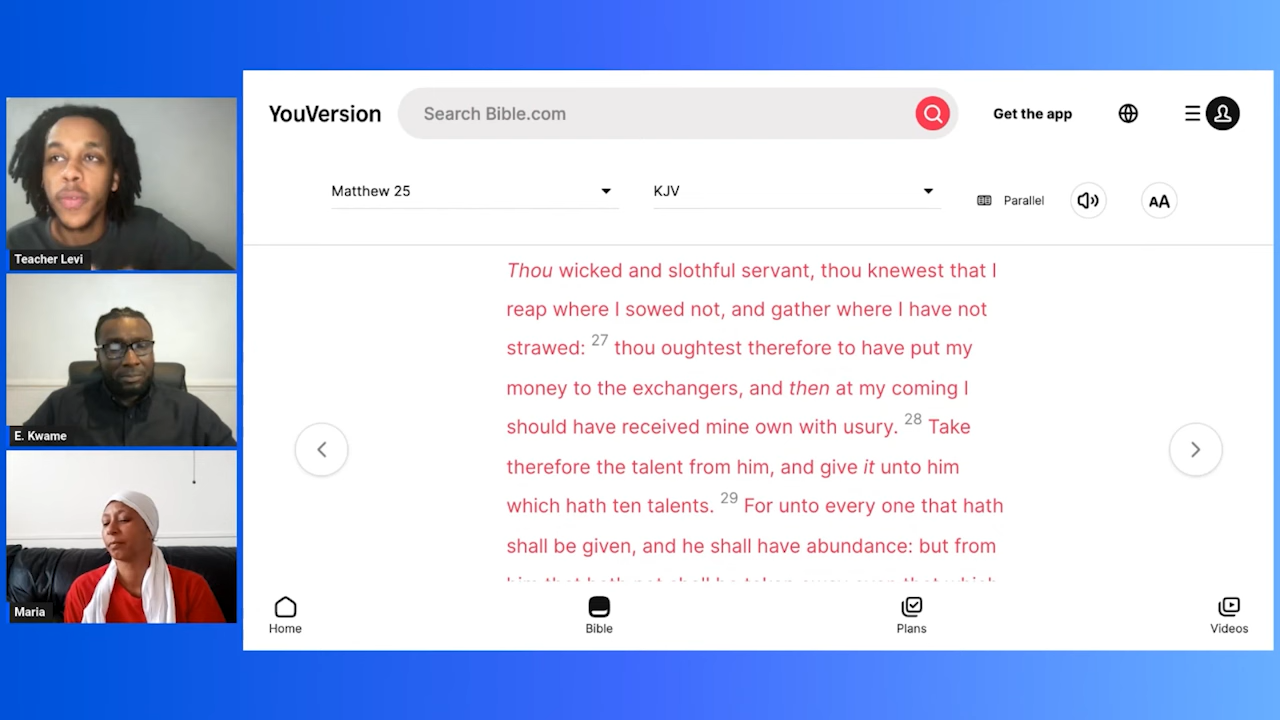 YouVersion
Search Bible.com
Get the app
Matthew 25
KJV
Parallel
AA
Thou wicked and slothful servant, thou knewest that I
reap where I sowed not, and gather where I have not
strawed: 27 thou oughtest therefore to have put my
money to the exchangers, and then at my coming I
should have received mine own with usury. 28 Take
therefore the talent from him, and give it unto him
which hath ten talents. 29 For unto every one that hath
shall be given, and he shall have abundance: but from
Home
Bible
Plans
Videos
Teacher Levi
E. Kwame
Maria